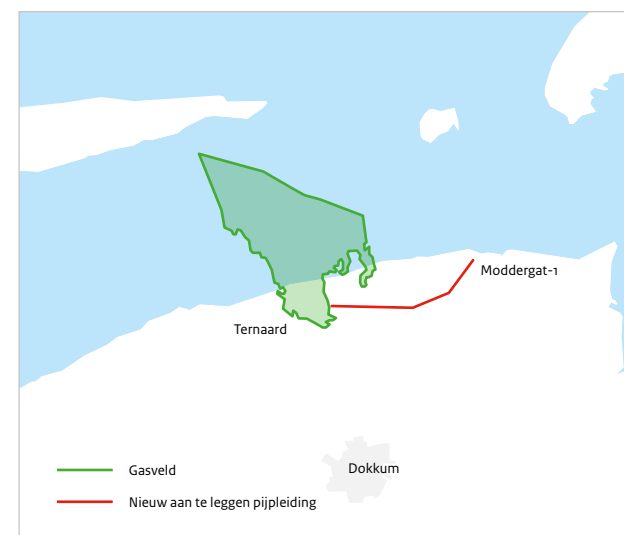 Moddergat-1
Ternaard
Dokkum
Gasveld
Nieuw aan te leggen pijpleiding